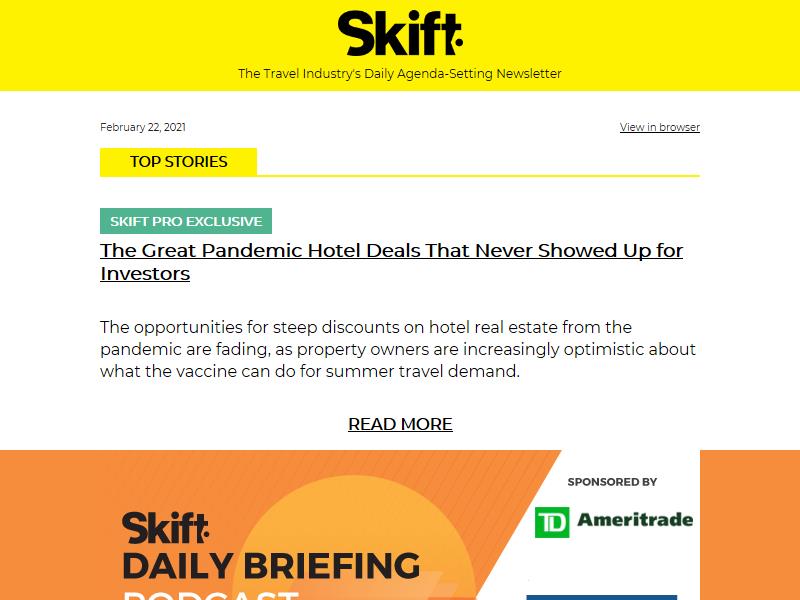 Skift
The Travel Industry's Daily Agenda-Setting Newsletter
February 22, 2021
View in browser
TOP STORIES
SKIFT PRO EXCLUSIVE
The Great Pandemic Hotel Deals That Never Showed Up for
Investors
The opportunities for steep discounts on hotel real estate from the
pandemic are fading, as property owners are increasingly optimistic about
what the vaccine can do for summer travel demand.
READ MORE
SPONSORED BY
TD Ameritrade
Skift
DAILY BRIEFING
PODCAST